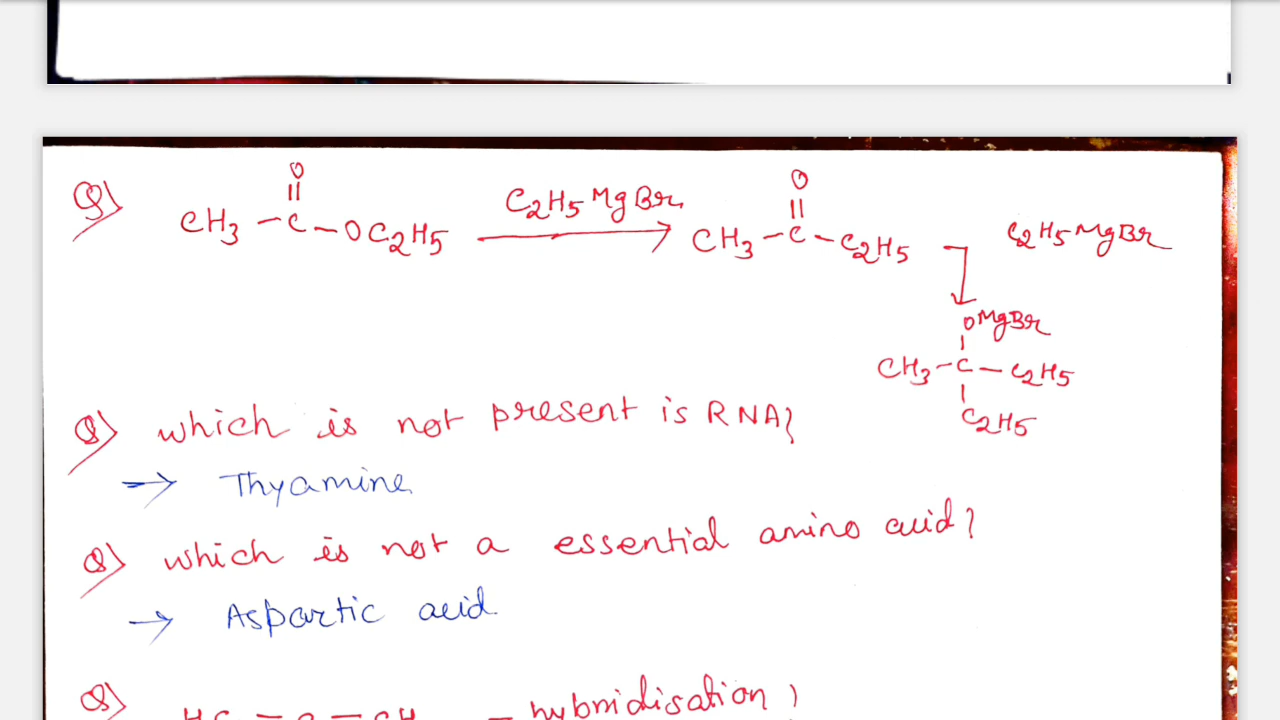 Q)
O
||
CH3 – C – OC2H5
C2H5MgBr
O
||
CH3 – C – C2H5
C2H5MgBr
OMgBr
|
CH3 – C – C2H5
|
C2H5
Q) which is not present is RNA?
→ Thyamine
Q) which is not a essential amino acid?
→ Aspartic acid
Q)
– hybridisation ?